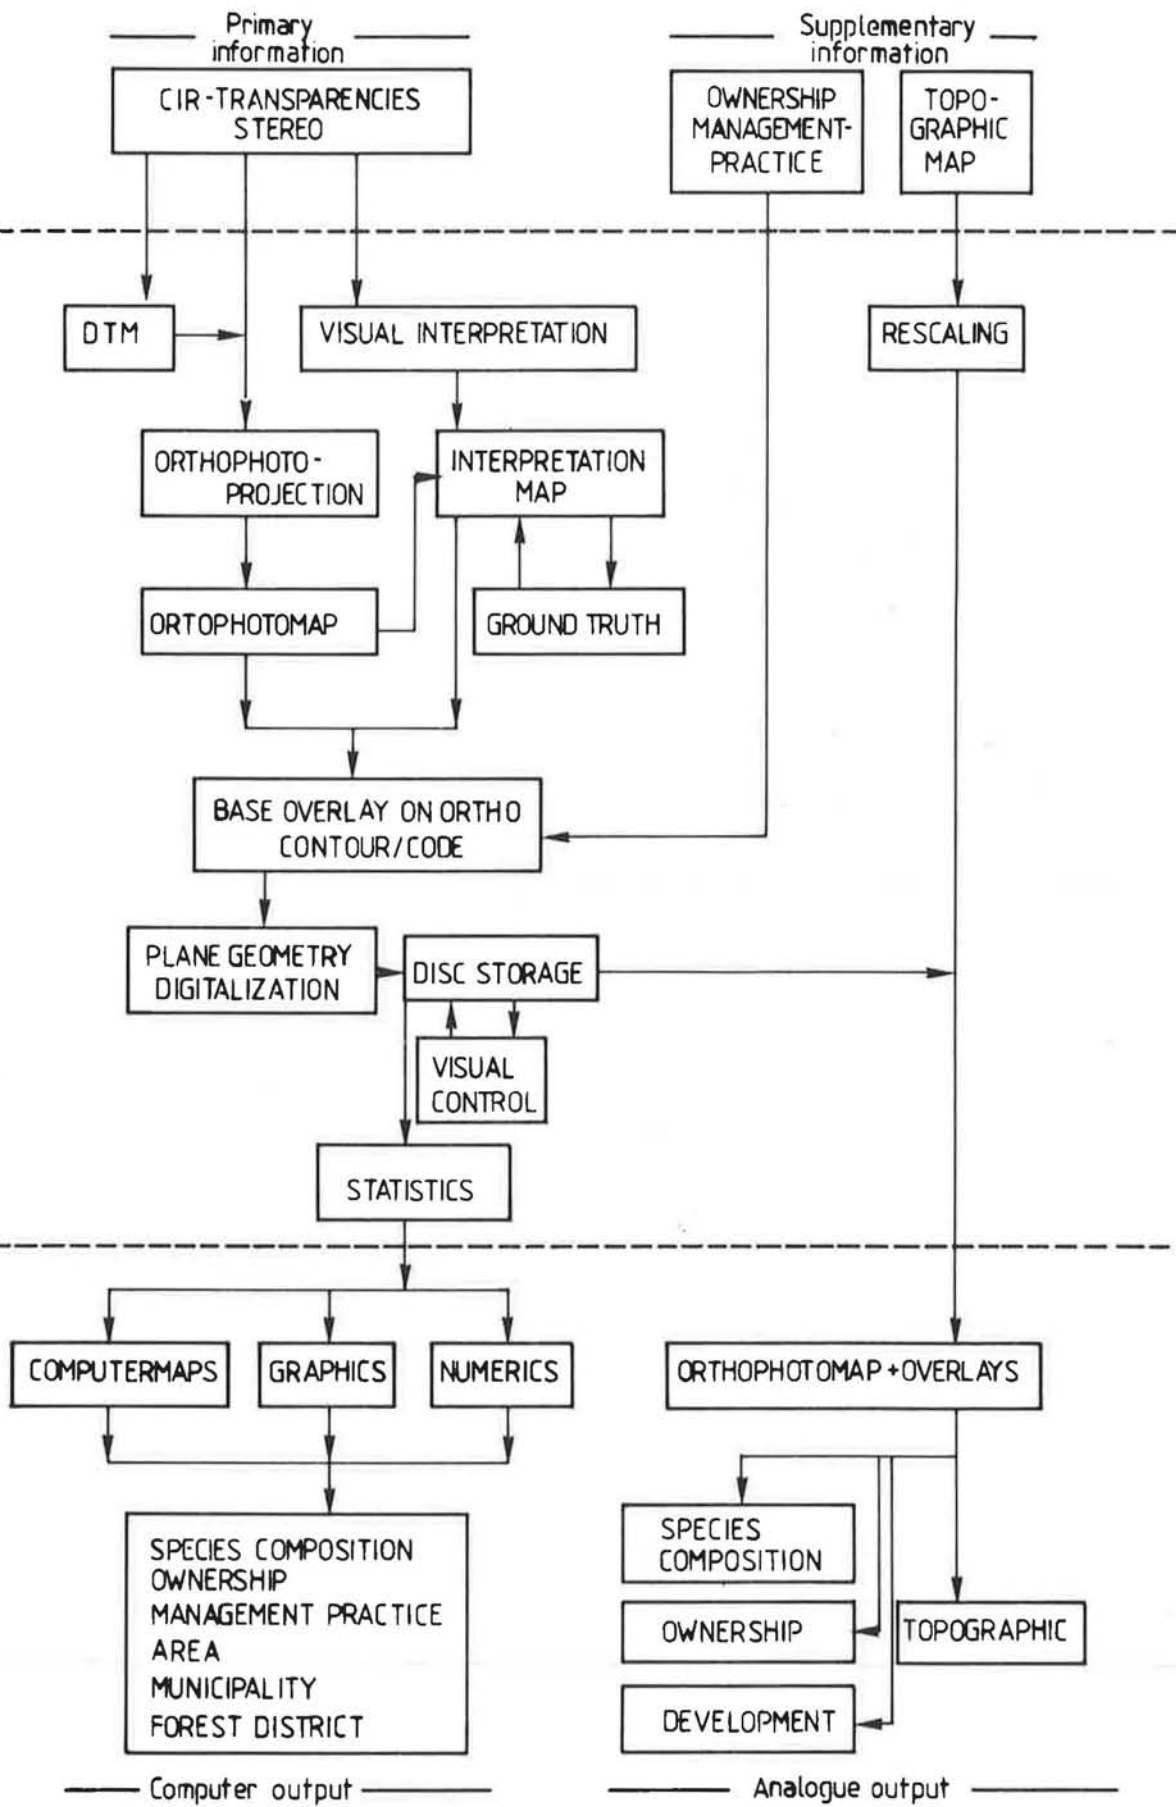 Primary
information
Supplementary
information
CIR-TRANSPARENCIES
STEREO
OWNERSHIP
MANAGEMENT-
PRACTICE
TOPO-
GRAPHIC
MAP
DTM
VISUAL INTERPRETATION
RESCALING
ORTHOPHOTO-
PROJECTION
INTERPRETATION
MAP
ORTOPHOTOMAP
GROUND TRUTH
BASE OVERLAY ON ORTHO
CONTOUR/CODE
PLANE GEOMETRY
DIGITALIZATION
DISC STORAGE
VISUAL
CONTROL
STATISTICS
COMPUTERMAPS
GRAPHICS
NUMERICS
ORTHOPHOTOMAP+OVERLAYS
SPECIES COMPOSITION
OWNERSHIP
MANAGEMENT PRACTICE
AREA
MUNICIPALITY
FOREST DISTRICT
SPECIES
COMPOSITION
OWNERSHIP
TOPOGRAPHIC
DEVELOPMENT
Computer output
Analogue output